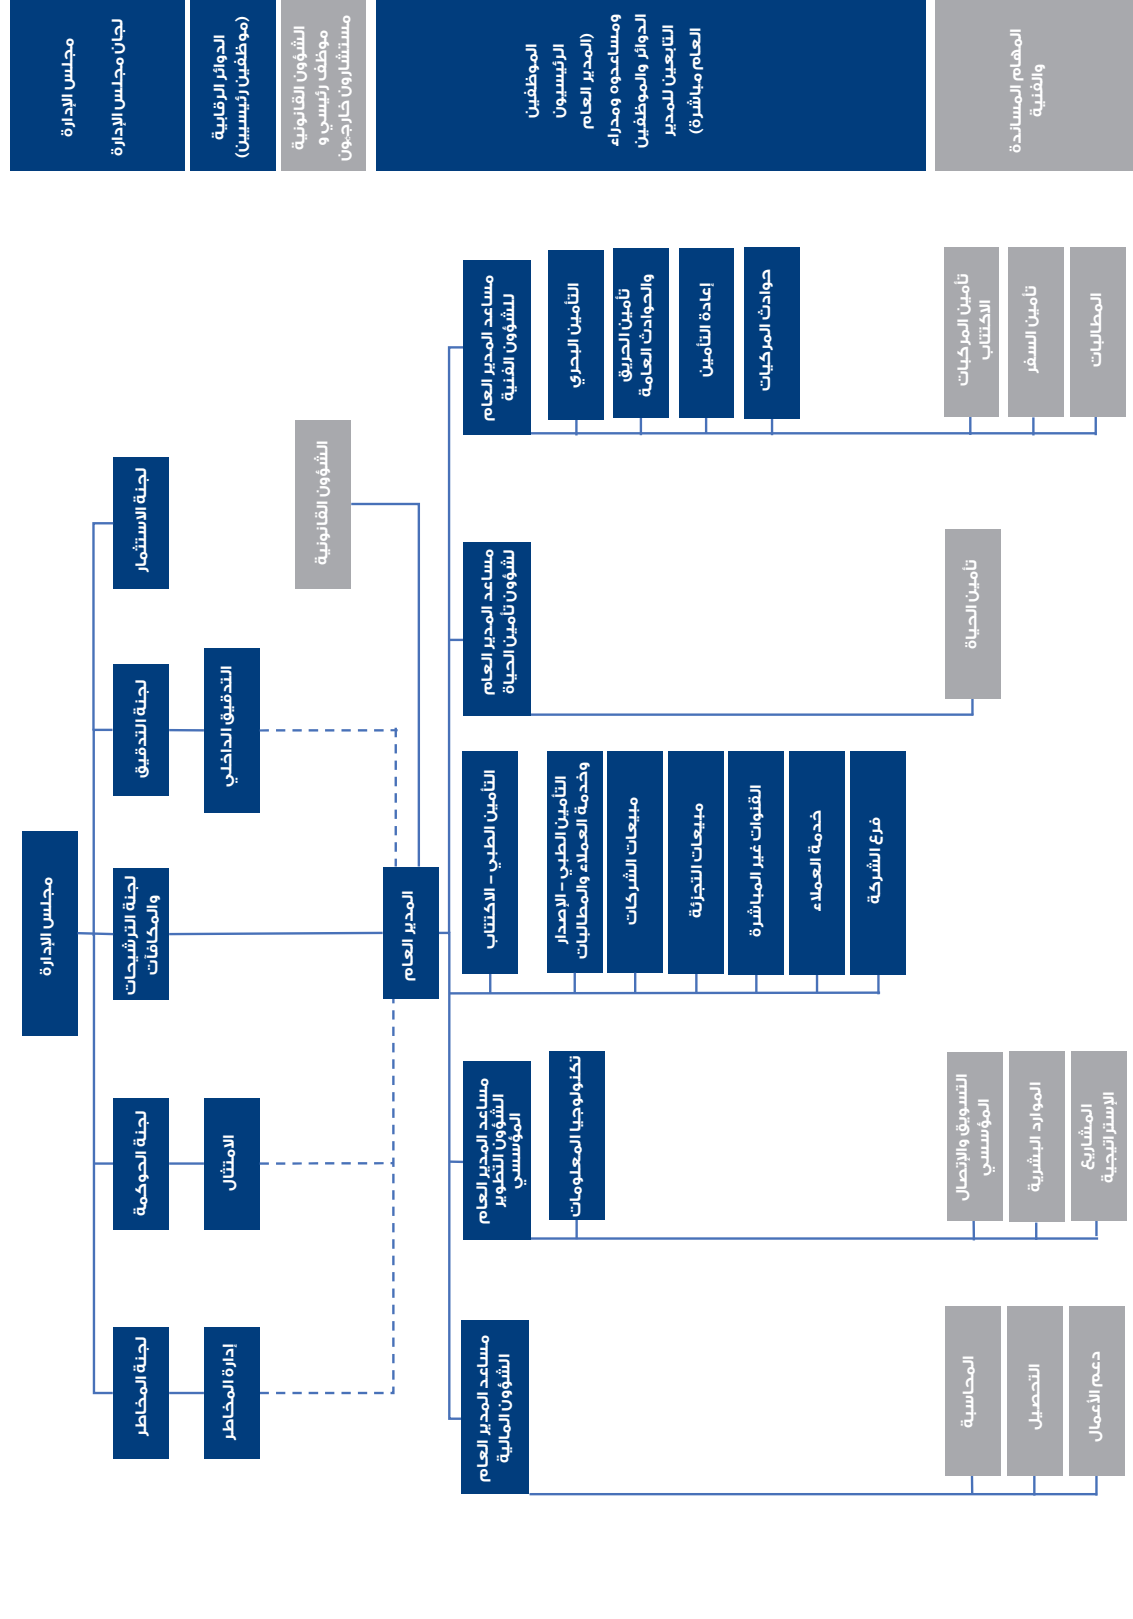 مجلس الإدارة
لجان مجلس الإدارة
الدوائر الرقابية
(موظفين رئيسيين)
الشؤون القانونية
و موظف رئيسي
مستشارون خارجيون
الموظفين
الرئيسيون
(المدير العام
ومساعدوه ومدراء
الدوائر والموظفين
التابعين للمدير
العام مباشرة)
المهام المساندة
والفنية
مجلس الإدارة
لجنة الاستثمار
لجنة التدقيق
لجنة الترشيحات
والمكافآت
لجنة الحوكمة
لجنة المخاطر
التدقيق الداخلي
الامتثال
إدارة المخاطر
الشؤون القانونية
المدير العام
مساعد المدير العام
للشؤون الفنية
التأمين البحري
تأمين الحريق
والحوادث العامة
إعادة التأمين
حوادث المركبات
تأمين المركبات
الاكتتاب
تأمين السفر
المطالبات
مساعد المدير العام
لشؤون تأمين الحياة
تأمين الحياة
التأمين الطبي – الاكتتاب
التأمين الطبي – الإصدار
وخدمة العملاء والمطالبات
مبيعات الشركات
مبيعات التجزئة
القنوات غير المباشرة
خدمة العملاء
فرع الشركة
مساعد المدير العام
الشؤون التطوير
المؤسسي
تكنولوجيا المعلومات
التسويق والإتصال
المؤسسي
الموارد البشرية
المشاريع
الإستراتيجية
مساعد المدير العام
الشؤون المالية
المحاسبة
التحصيل
دعم الأعمال